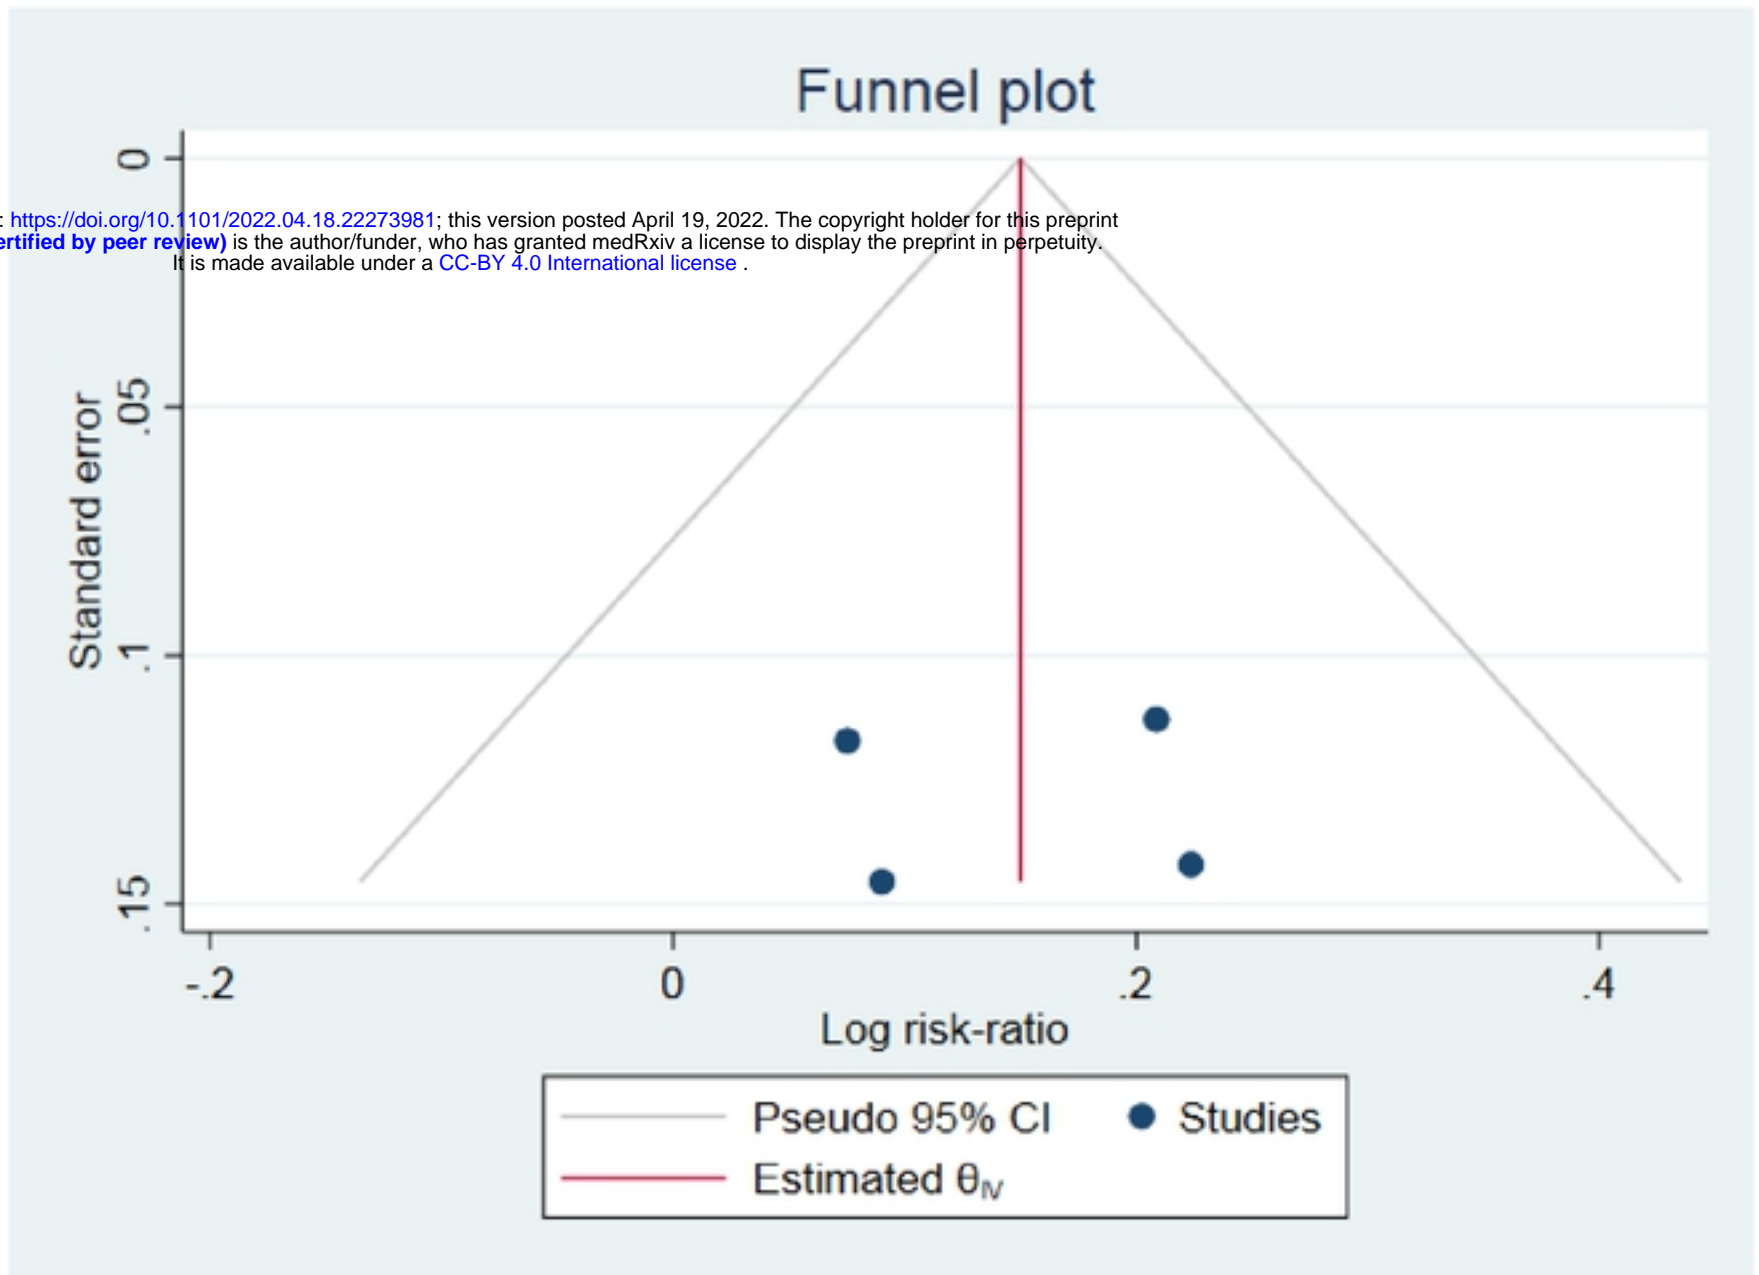 Funnel plot
: https://doi.org/10.1101/2022.04.18.22273981; this version posted April 19, 2022. The copyright holder for this preprint
ertified by peer review) is the author/funder, who has granted medRxiv a license to display the preprint in perpetuity.
It is made available under a CC-BY 4.0 International license .
Standard error
0
.05
.1
.15
-.2 0 .2 .4
Log risk-ratio
Pseudo 95% CI Studies
Estimated θIV